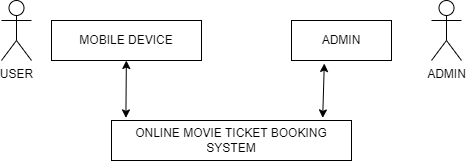 MOBILE DEVICE
ADMIN
USER
ADMIN
ONLINE MOVIE TICKET BOOKING
SYSTEM